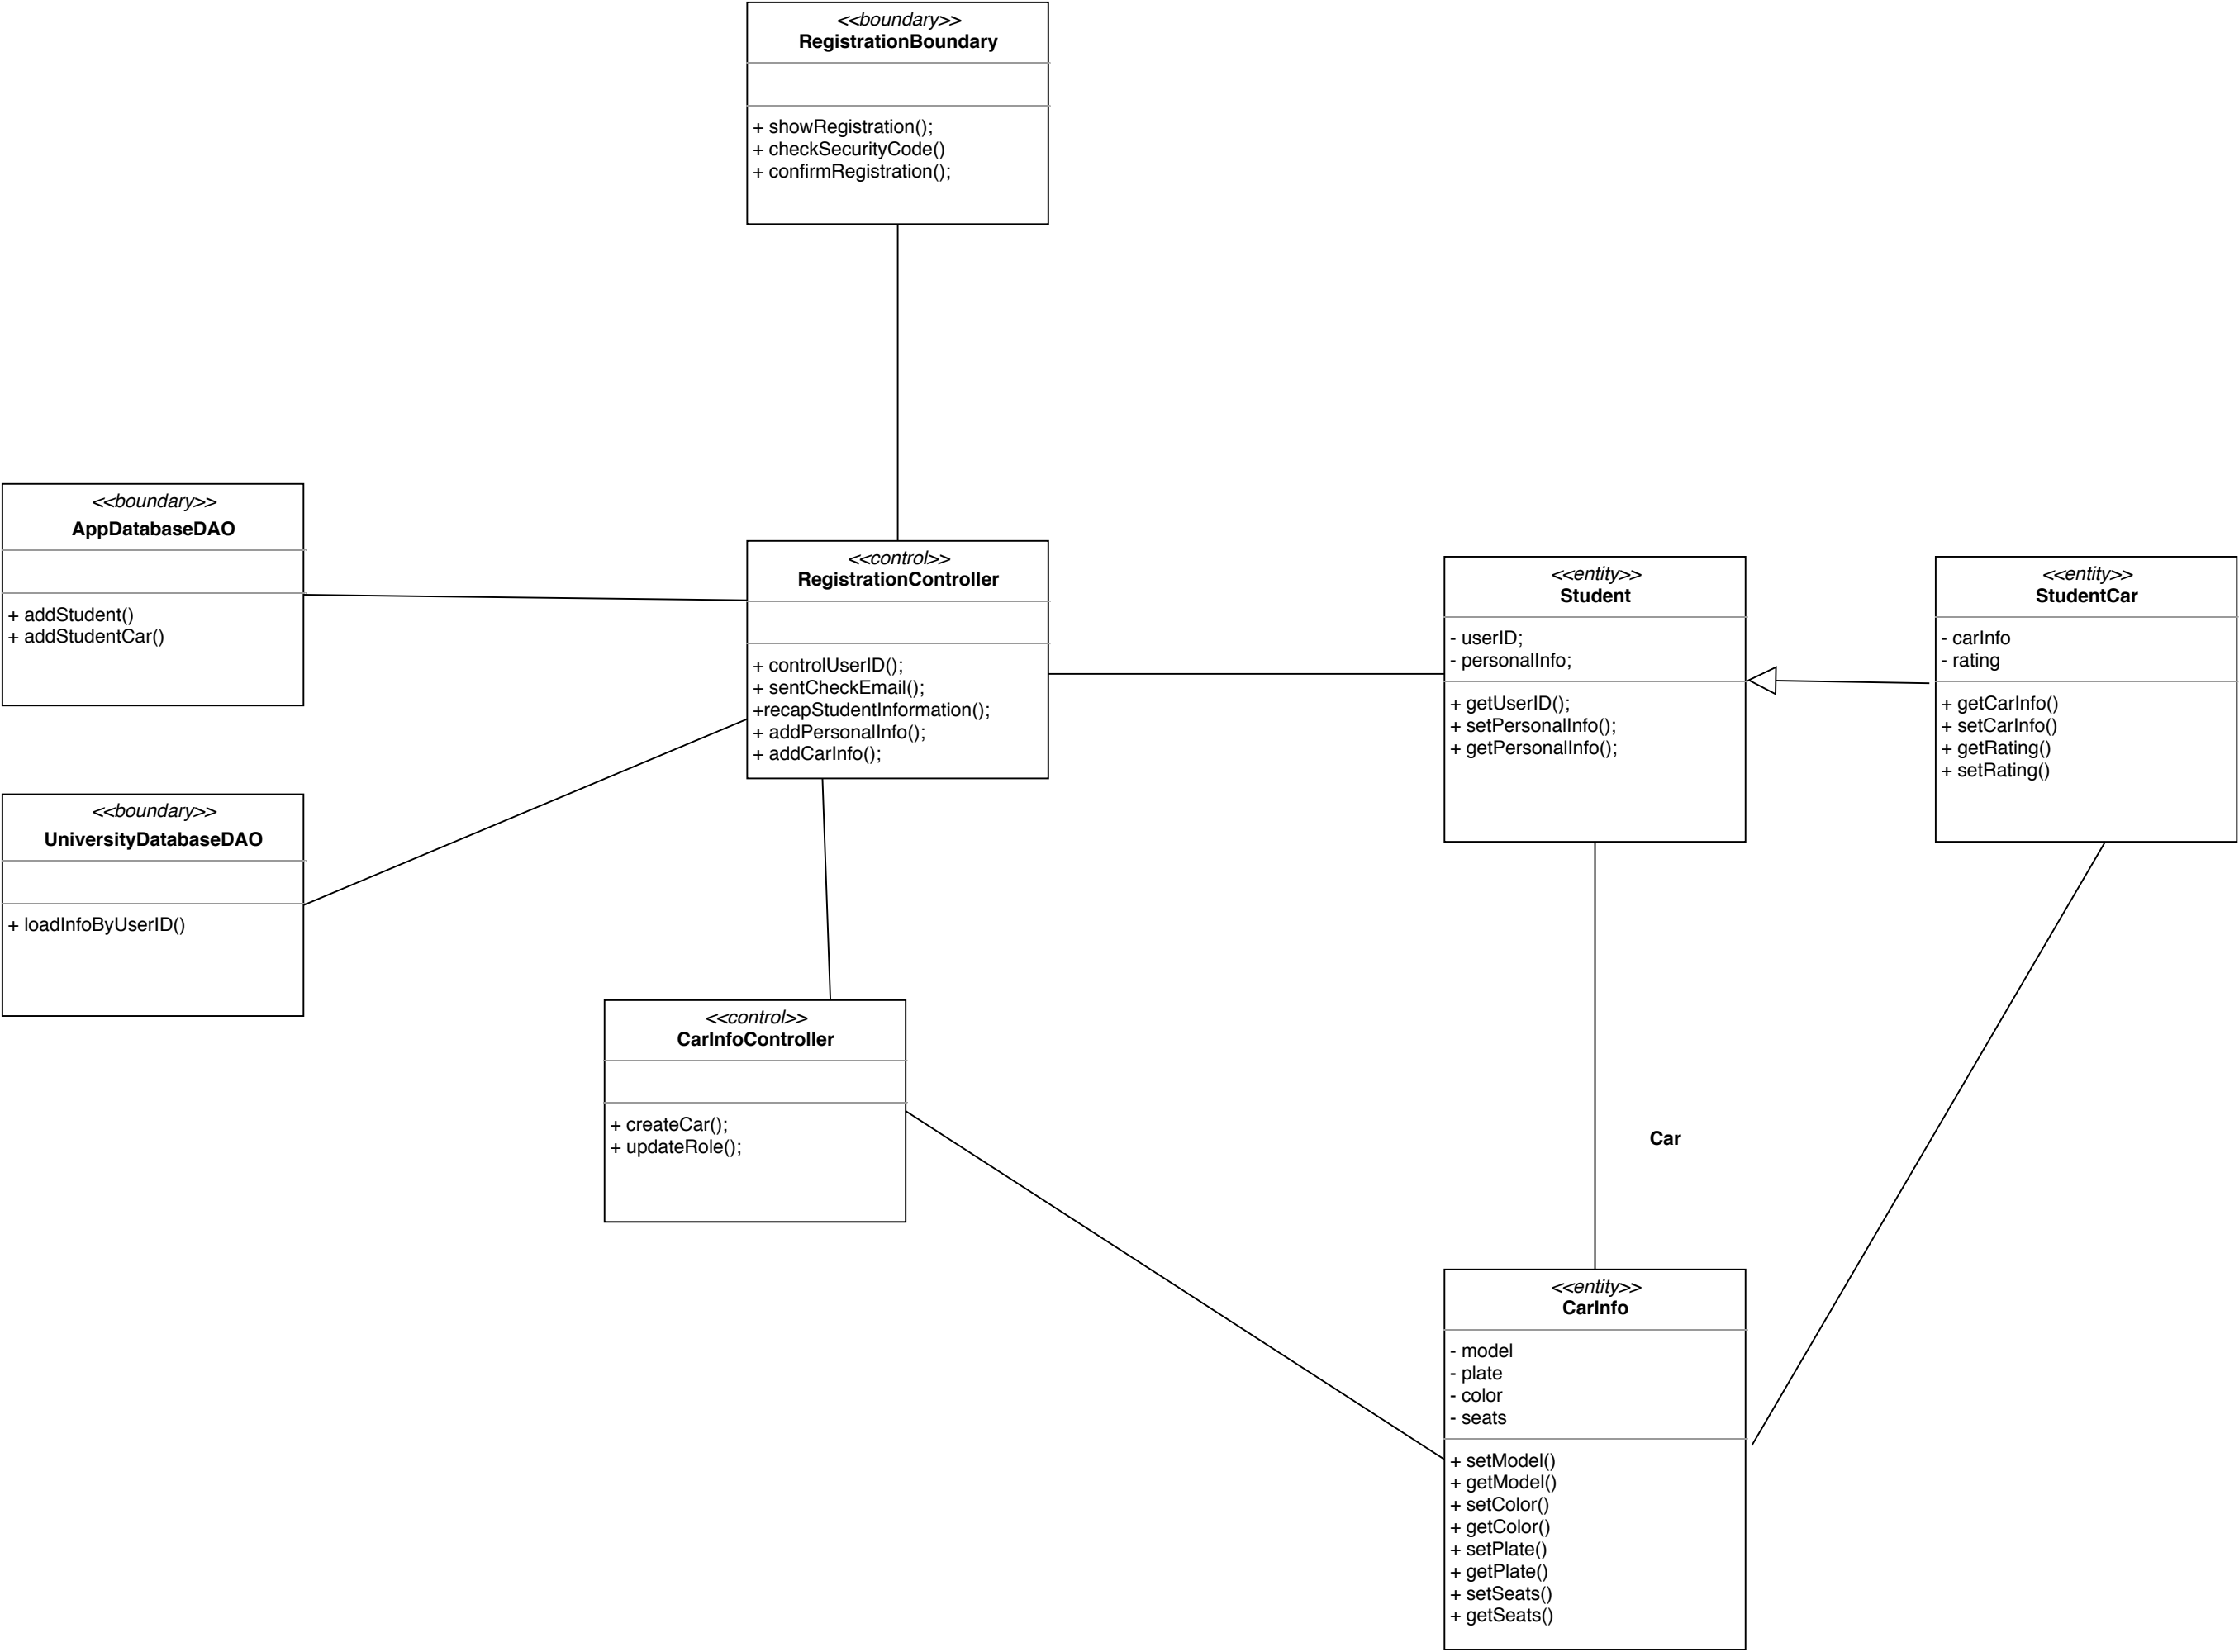 <<boundary>>
RegistrationBoundary
+ showRegistration();
+ checkSecurityCode()
+ confirmRegistration();
<<boundary>>
AppDatabaseDAO
+ addStudent()
+ addStudentCar()
<<control>>
RegistrationController
+ controlUserID();
+ sentCheckEmail();
+recapStudentInformation();
+ addPersonalInfo();
+ addCarInfo();
<<entity>>
Student
- userID;
- personalInfo;
+ getUserID();
+ setPersonalInfo();
+ getPersonalInfo();
<<entity>>
StudentCar
- carInfo
- rating
+ getCarInfo()
+ setCarInfo()
+ getRating()
+ setRating()
<<boundary>>
UniversityDatabaseDAO
+ loadInfoByUserID()
<<control>>
CarInfoController
+ createCar();
+ updateRole();
Car
<<entity>>
CarInfo
- model
- plate
- color
- seats
+ setModel()
+ getModel()
+ setColor()
+ getColor()
+ setPlate()
+ getPlate()
+ setSeats()
+ getSeats()